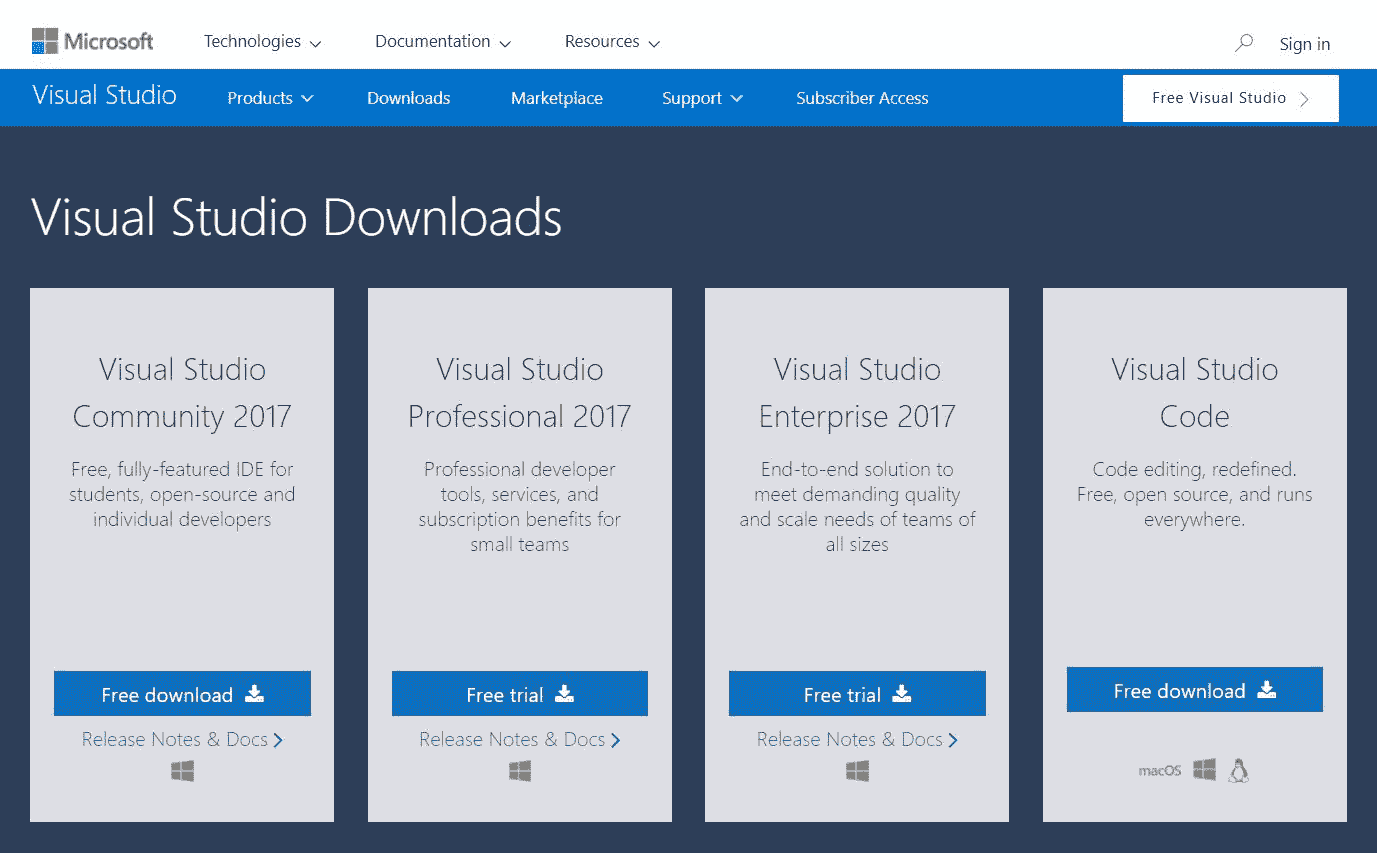 Microsoft Technologies Documentation Resources Sign in
Visual Studio Products Downloads Marketplace Support Subscriber Access Free Visual Studio
Visual Studio Downloads
Visual Studio
Community 2017
Free, fully-featured IDE for
students, open-source and
individual developers
Free download
Release Notes & Docs
Visual Studio
Professional 2017
Professional developer
tools, services, and
subscription benefits for
small teams
Free trial
Release Notes & Docs
Visual Studio
Enterprise 2017
End-to-end solution to
meet demanding quality
and scale needs of teams of
all sizes
Free trial
Release Notes & Docs
Visual Studio
Code
Code editing, redefined.
Free, open source, and runs
everywhere.
Free download
macOS